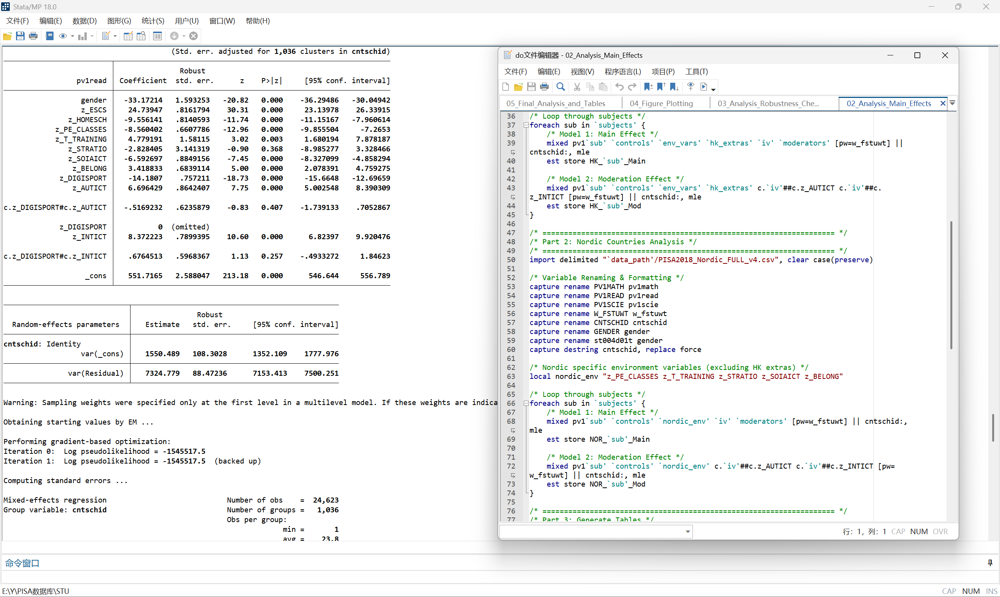 Stata/MP 18.0
文件(F) 编辑(E) 数据(D) 图形(G) 统计(S) 用户(U) 窗口(W) 帮助(H)
(Std. err. adjusted for 1,036 clusters in cntschid)
Robust
pv1read Coefficient std. err. z P>|z| [95% conf. interval]
gender -33.17214 1.593253 -20.82 0.000 -36.29486 -30.04942
z_ESCS 24.73947 .8161794 30.31 0.000 23.13978 26.33915
z_HOMESCH -9.556141 .8140593 -11.74 0.000 -11.15167 -7.960614
z_PE_CLASSES -8.560402 .6607786 -12.96 0.000 -9.855504 -7.2653
z_T_TRAINING 4.779191 1.58115 3.02 0.003 1.680194 7.878187
z_STRATIO -2.828405 3.141319 -0.90 0.368 -8.985277 3.328466
z_SOIAICT -6.592697 .8849156 -7.45 0.000 -8.327099 -4.858294
z_BELONG 3.418833 .6839114 5.00 0.000 2.078391 4.759275
z_DIGISPORT -14.1807 .757211 -18.73 0.000 -15.6648 -12.69659
z_AUTICT 6.696429 .8642407 7.75 0.000 5.002548 8.390309
c.z_DIGISPORT#c.z_AUTICT -.5169232 .6235879 -0.83 0.407 -1.739133 .7052867
z_DIGISPORT 0 (omitted)
z_INTICT 8.372223 .7899395 10.60 0.000 6.82397 9.920476
c.z_DIGISPORT#c.z_INTICT .6764513 .5968367 1.13 0.257 -.4933272 1.84623
_cons 551.7165 2.588047 213.18 0.000 546.644 556.789
Robust
Random-effects parameters Estimate std. err. [95% conf. interval]
cntschid: Identity
var(_cons) 1550.489 108.3028 1352.109 1777.976
var(Residual) 7324.779 88.47236 7153.413 7500.251
Warning: Sampling weights were specified only at the first level in a multilevel model. If these weights are indica
Obtaining starting values by EM ...
Performing gradient-based optimization:
Iteration 0: Log pseudolikelihood = -1545517.5
Iteration 1: Log pseudolikelihood = -1545517.5 (backed up)
Computing standard errors ...
Mixed-effects regression Number of obs = 24,623
Group variable: cntschid Number of groups = 1,036
Obs per group:
min = 1
avg = 23.8
do文件编辑器 - 02_Analysis_Main_Effects
文件(F) 编辑(E) 视图(V) 程序语言(L) 项目(P) 工具(T)
05_Final_Analysis_and_Tables 04_Figure_Plotting 03_Analysis_Robustness_Che... 02_Analysis_Main_Effects
36 /* Loop through subjects */
37 foreach sub in `subjects' {
38 /* Model 1: Main Effect */
39 mixed pv1`sub' `controls' `env_vars' `hk_extras' `iv' `moderators' [pw=w_fstuwt] ||
cntschid:, mle
40 est store HK_`sub'_Main
41
42 /* Model 2: Moderation Effect */
43 mixed pv1`sub' `controls' `env_vars' `hk_extras' c.`iv'##c.z_AUTICT c.`iv'##c.
z_INTICT [pw=w_fstuwt] || cntschid:, mle
44 est store HK_`sub'_Mod
45 }
46
47 /* ==================================================================== */
48 /* Part 2: Nordic Countries Analysis */
49 /* ==================================================================== */
50 import delimited "`data_path'/PISA2018_Nordic_FULL_v4.csv", clear case(preserve)
51
52 /* Variable Renaming & Formatting */
53 capture rename PV1MATH pv1math
54 capture rename PV1READ pv1read
55 capture rename PV1SCIE pv1scie
56 capture rename W_FSTUWT w_fstuwt
57 capture rename CNTSCHID cntschid
58 capture rename GENDER gender
59 capture rename st004d01t gender
60 capture destring cntschid, replace force
61
62 /* Nordic specific environment variables (excluding HK extras) */
63 local nordic_env "z_PE_CLASSES z_T_TRAINING z_STRATIO z_SOIAICT z_BELONG"
64
65 /* Loop through subjects */
66 foreach sub in `subjects' {
67 /* Model 1: Main Effect */
68 mixed pv1`sub' `controls' `nordic_env' `iv' `moderators' [pw=w_fstuwt] || cntschid:,
mle
69 est store NOR_`sub'_Main
70
71 /* Model 2: Moderation Effect */
72 mixed pv1`sub' `controls' `nordic_env' c.`iv'##c.z_AUTICT c.`iv'##c.z_INTICT [pw=
w_fstuwt] || cntschid:, mle
73 est store NOR_`sub'_Mod
74 }
75
76 /* ==================================================================== */
77 /* Part 3: Generate Tables */
行: 1, 列: 1 CAP NUM OVR
命令窗口
E:\Y\PISA数据库\STU CAP NUM INS